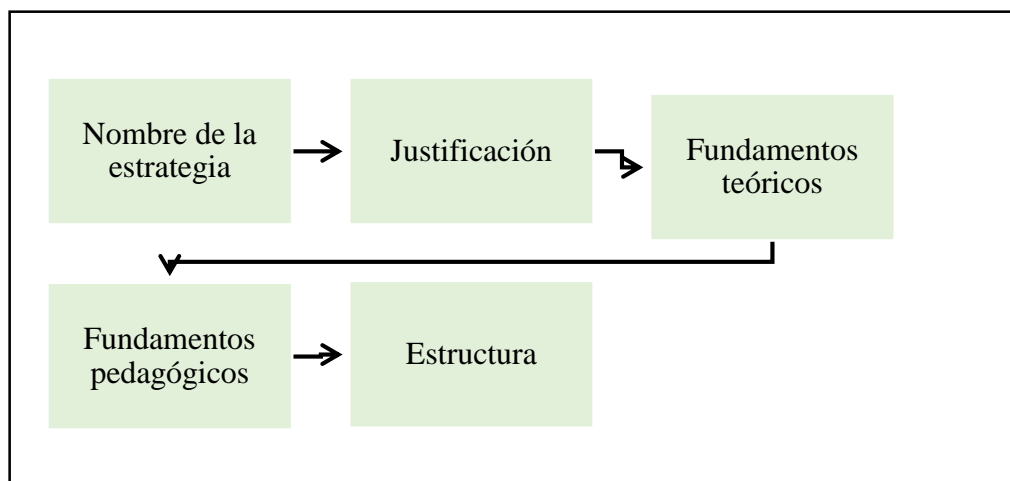 Nombre de la
estrategia
Justificación
Fundamentos
teóricos
Fundamentos
pedagógicos
Estructura